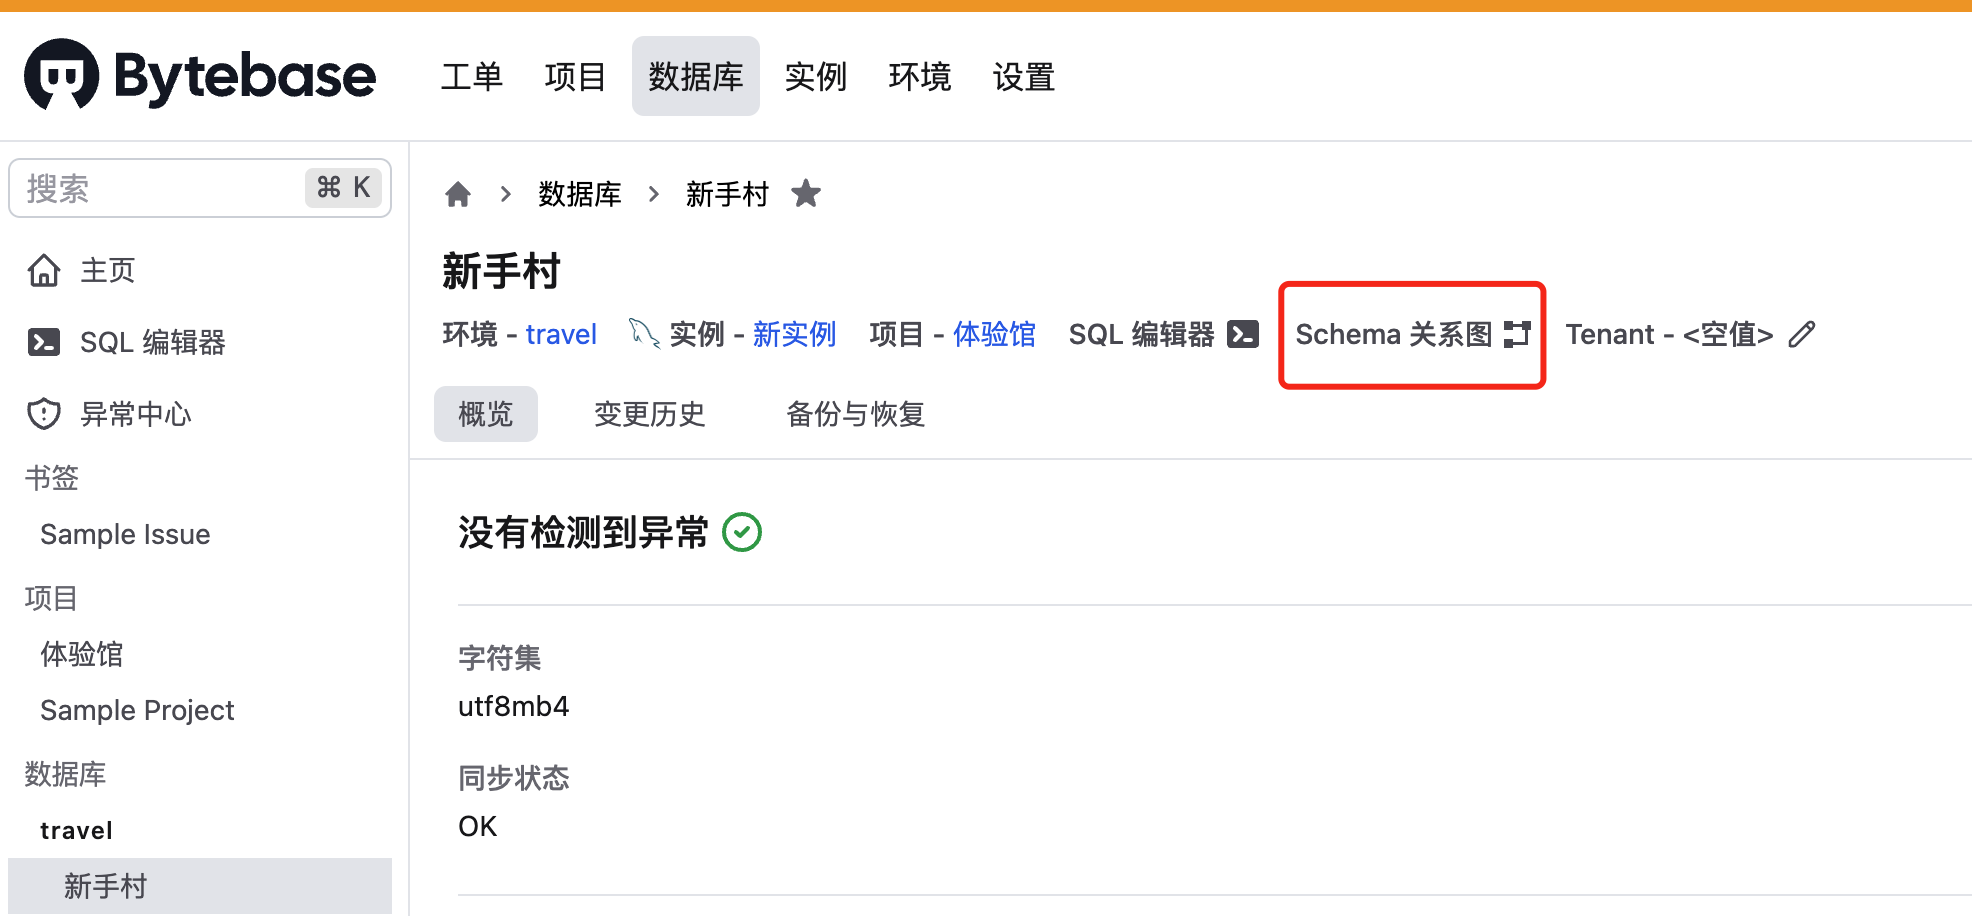 Bytebase 工单 项目 数据库 实例 环境 设置
搜索 ⌘ K
主页
SQL 编辑器
异常中心
书签
Sample Issue
项目
体验馆
Sample Project
数据库
travel
新手村
数据库 > 新手村
新手村
环境 - travel 实例 - 新实例 项目 - 体验馆 SQL 编辑器 Schema 关系图 Tenant - <空值>
概览 变更历史 备份与恢复
没有检测到异常
字符集
utf8mb4
同步状态
OK